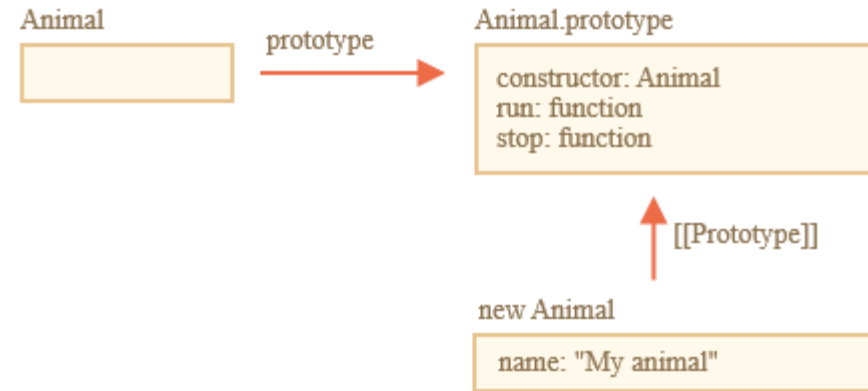 Animal
prototype
Animal.prototype
constructor: Animal
run: function
stop: function
[[Prototype]]
new Animal
name: "My animal"